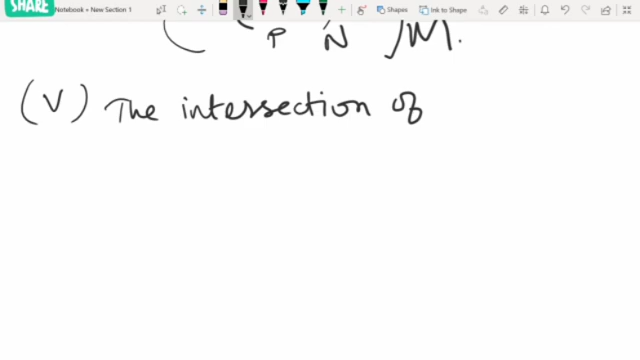 SHARE
Notebook • New Section 1
Shapes
Ink to Shape
P N M.
(V) The intersection of